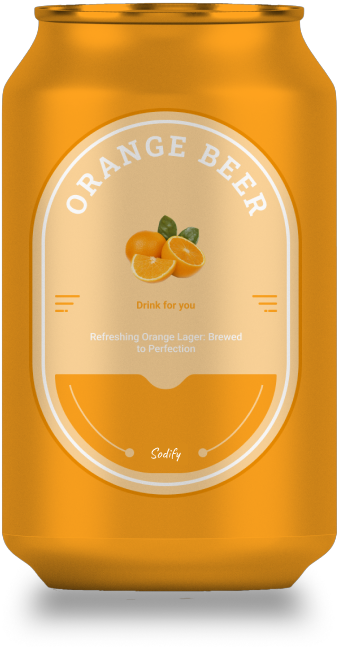 ORANGE BEER
Drink for you
Refreshing Orange Lager: Brewed
to Perfection
Sodify